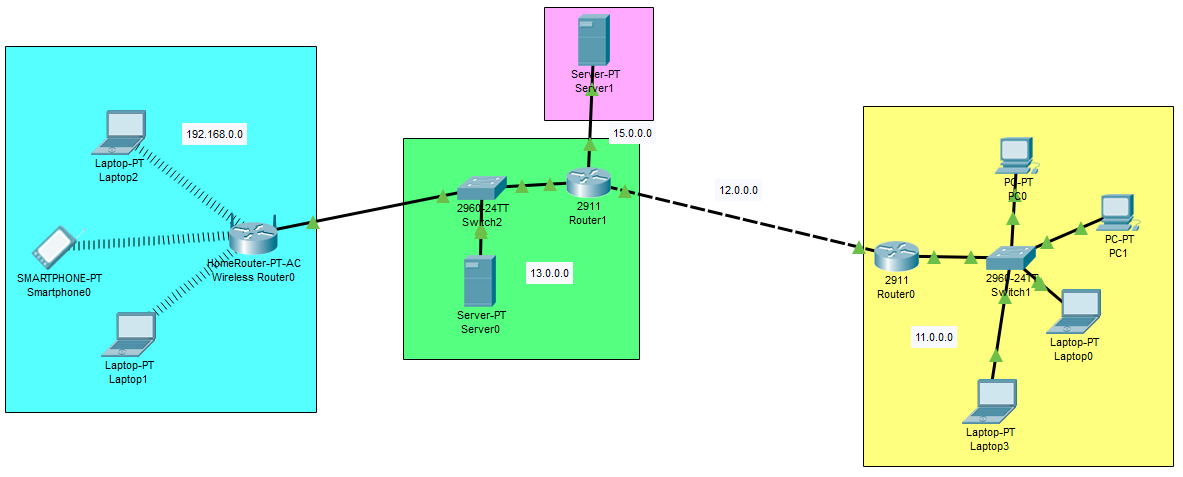 Laptop-PT
Laptop2
192.168.0.0
SMARTPHONE-PT
Smartphone0
HomeRouter-PT-AC
Wireless Router0
Laptop-PT
Laptop1
Server-PT
Server1
15.0.0.0
2960-24TT
Switch2
2911
Router1
13.0.0.0
Server-PT
Server0
12.0.0.0
2911
Router0
PC-PT
PC0
PC-PT
PC1
2960-24TT
Switch1
11.0.0.0
Laptop-PT
Laptop0
Laptop-PT
Laptop3